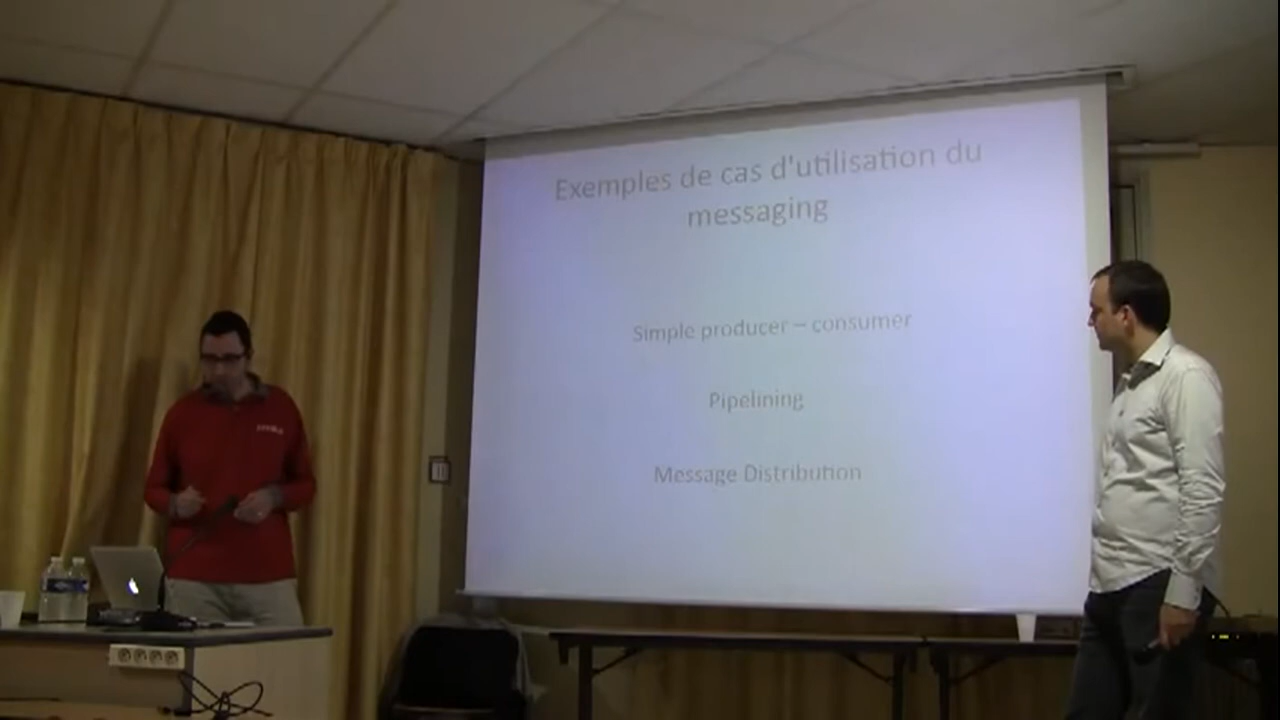 Exemples de cas d'utilisation du
messaging
Simple producer – consumer
Pipelining
Message Distribution